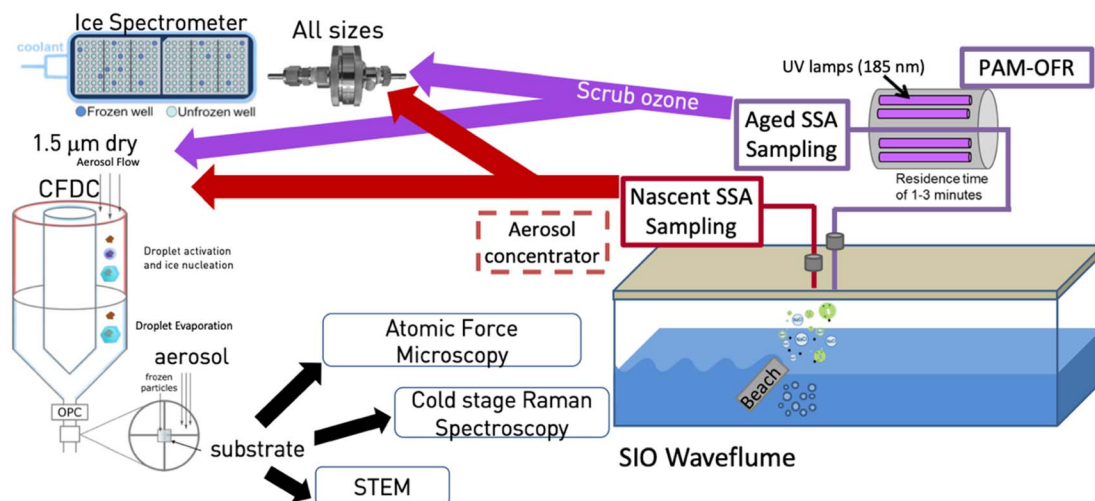 Ice Spectrometer
coolant
Frozen well
Unfrozen well
All sizes
Scrub ozone
UV lamps (185 nm)
PAM-OFR
Aged SSA
Sampling
Residence time
of 1-3 minutes
1.5 μm dry
Aerosol Flow
CFDC
Nascent SSA
Sampling
Aerosol
concentrator
Droplet activation
and ice nucleation
Droplet Evaporation
aerosol
frozen
particles
OPC
substrate
Atomic Force
Microscopy
Cold stage Raman
Spectroscopy
STEM
Beach
SIO Waveflume